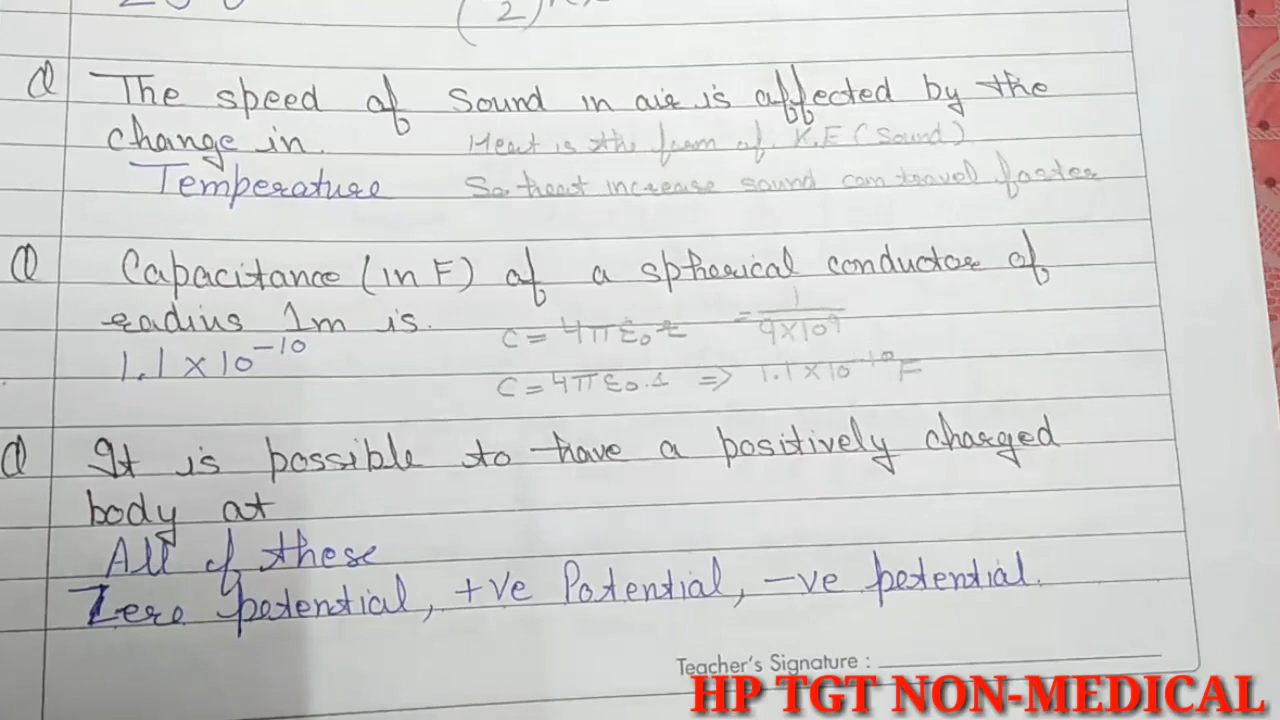 (2)
Q The speed of sound in air is affected by the
change in. Heat is the form of K.E (Sound)
Temperature So heat increase sound can travel faster
Q Capacitance (in F) of a spherical conductor of
radius 1m is. C = 4πε₀r = 1/9×10⁹
1.1 × 10⁻¹⁰ C = 4πε₀.1 ⇒ 1.1×10⁻¹⁰F
Q It is possible to have a positively charged
body at
All of these
Zero potential, +ve Potential, -ve potential.
Teacher's Signature :
HP TGT NON-MEDICAL